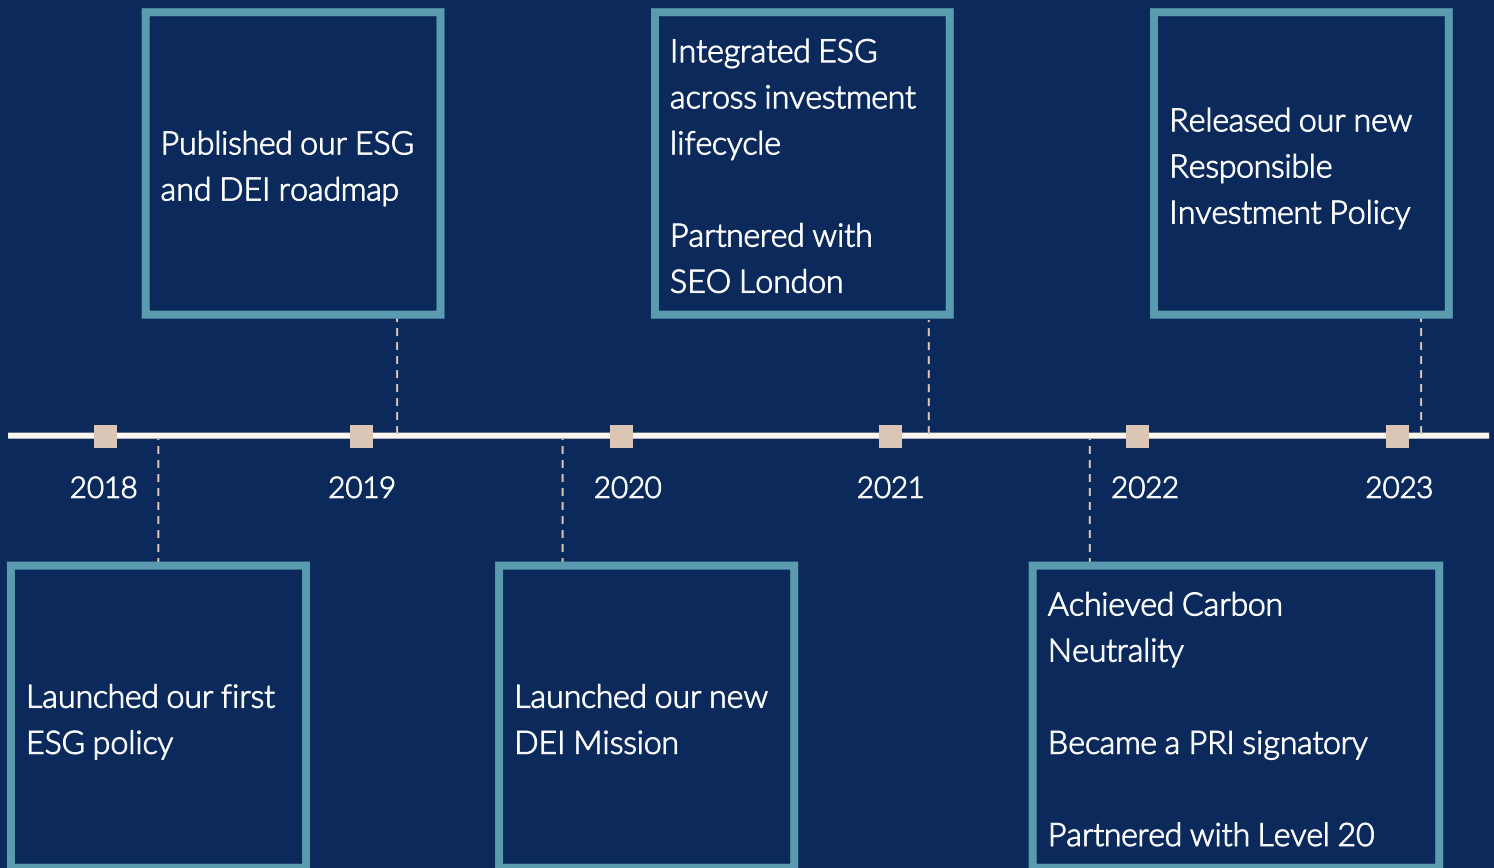 Published our ESG
and DEI roadmap
Integrated ESG
across investment
lifecycle
Partnered with
SEO London
Released our new
Responsible
Investment Policy
2018
2019
2020
2021
2022
2023
Launched our first
ESG policy
Launched our new
DEI Mission
Achieved Carbon
Neutrality
Became a PRI signatory
Partnered with Level 20